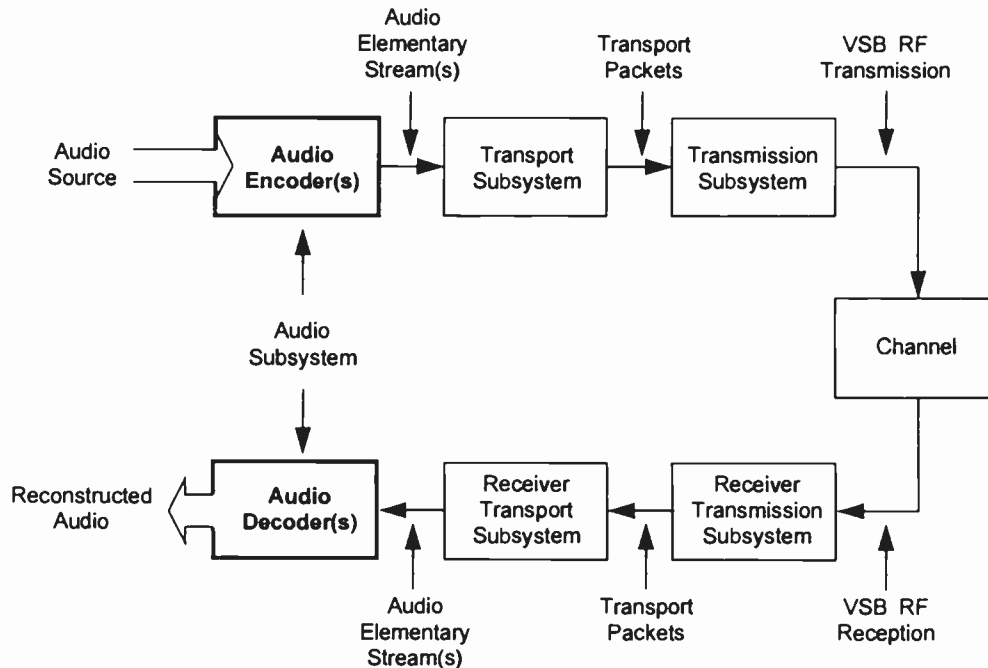 Audio
Elementary
Stream(s)
Transport
Packets
VSB RF
Transmission
Audio
Source
Audio
Encoder(s)
Transport
Subsystem
Transmission
Subsystem
Audio
Subsystem
Channel
Reconstructed
Audio
Audio
Decoder(s)
Receiver
Transport
Subsystem
Receiver
Transmission
Subsystem
Audio
Elementary
Stream(s)
Transport
Packets
VSB RF
Reception